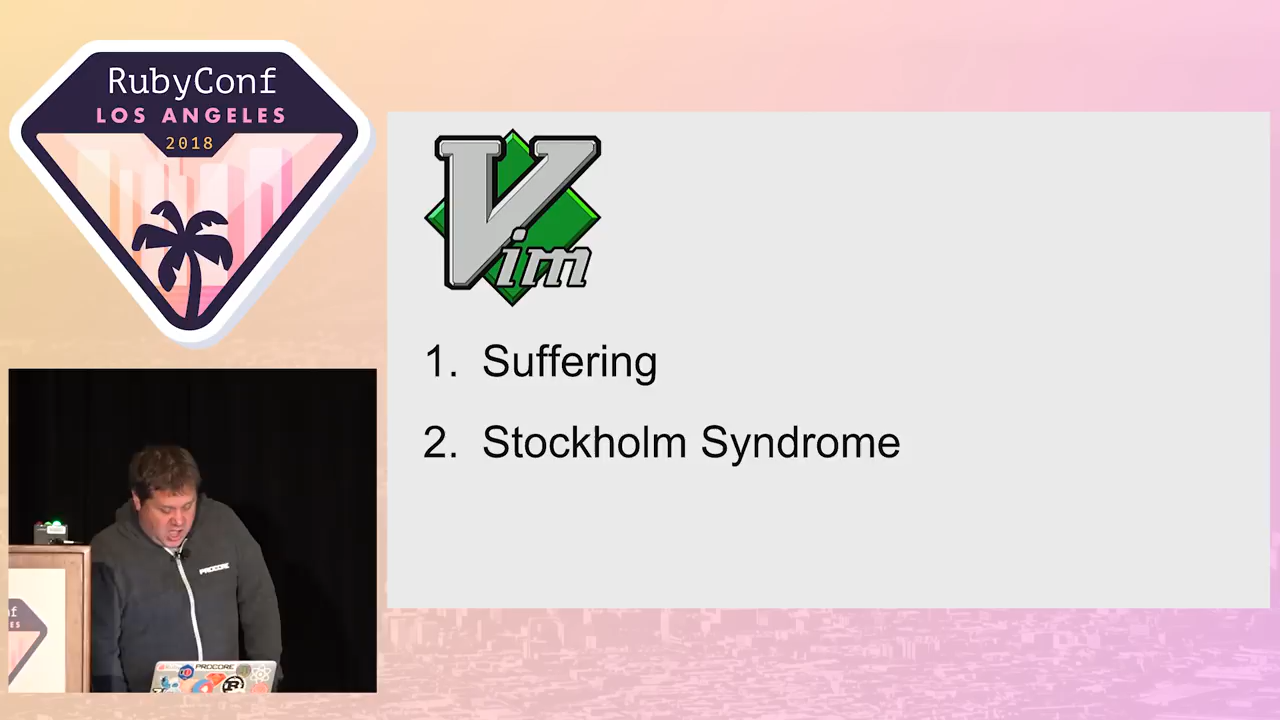 RubyConf
LOS ANGELES
2018
Vim
1. Suffering
2. Stockholm Syndrome
PROCORE
PROCORE